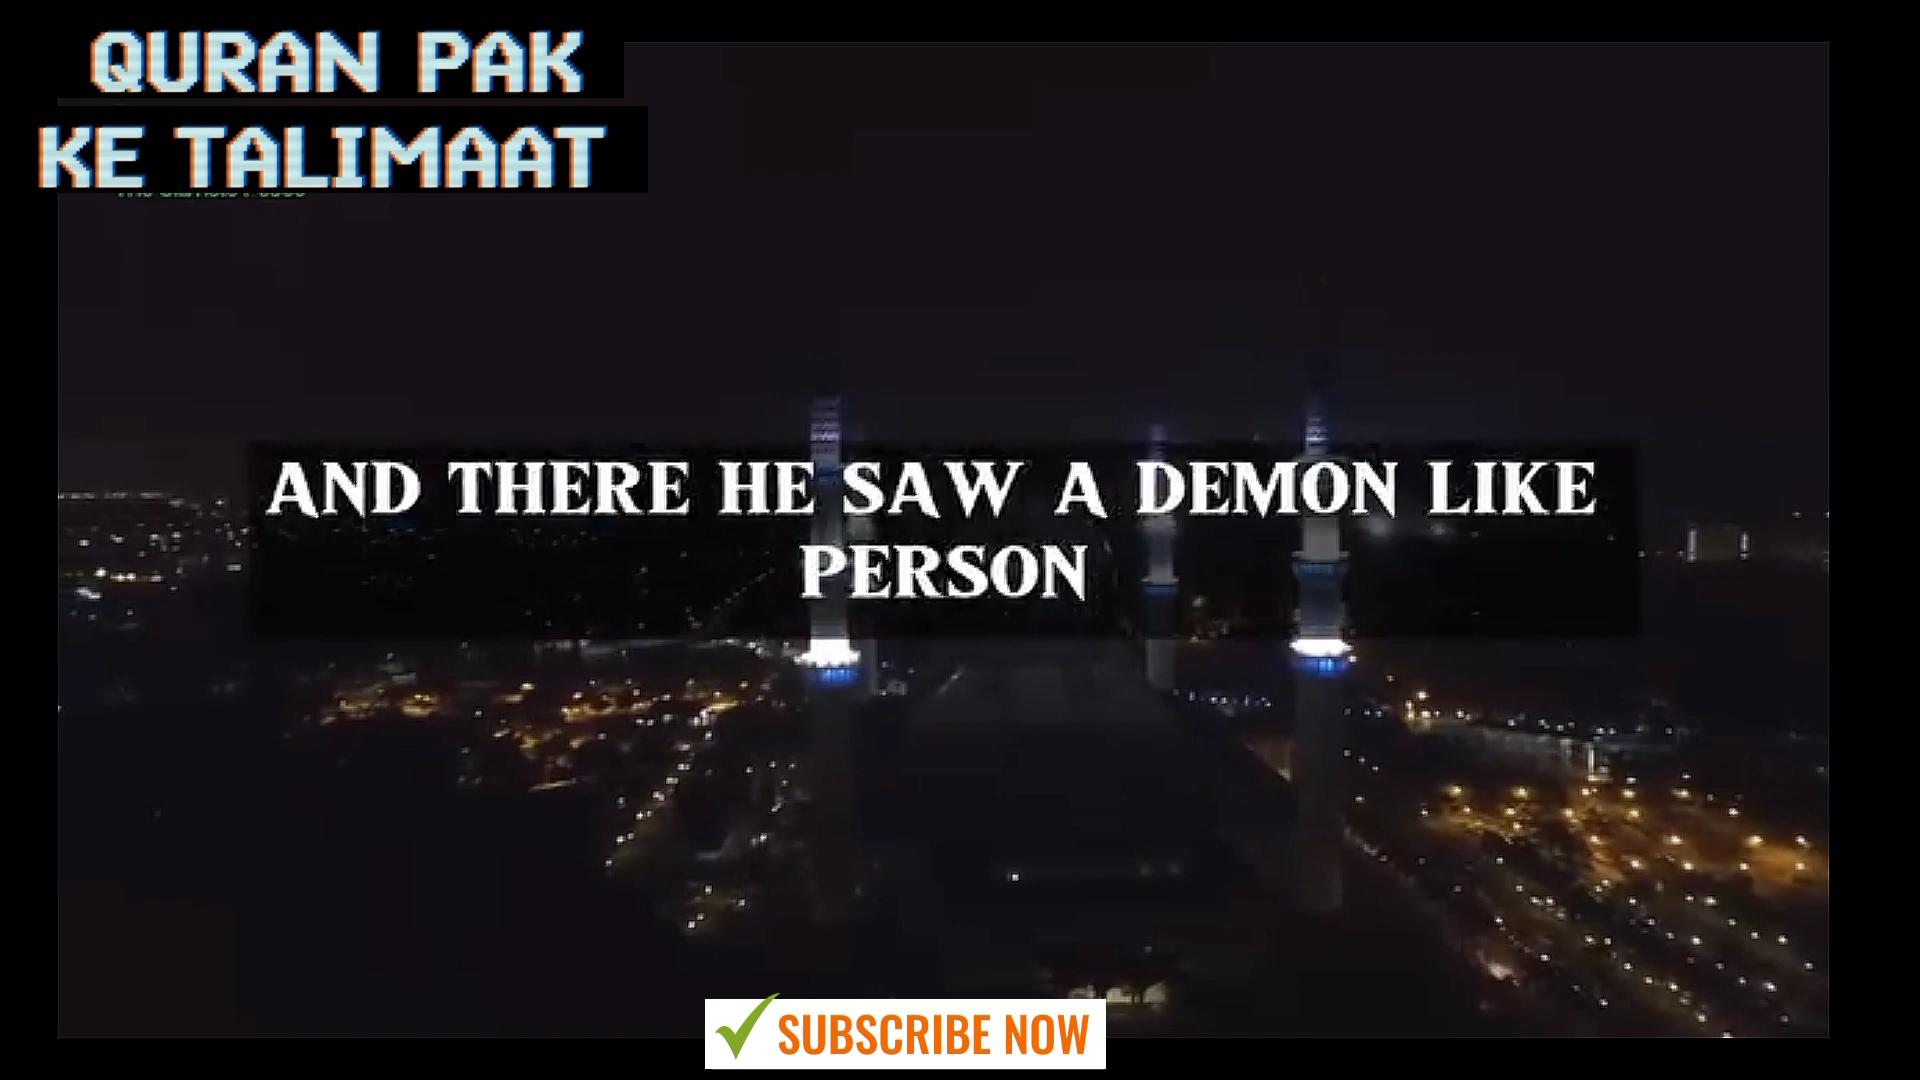 QURAN PAK
KE TALIMAAT
AND THERE HE SAW A DEMON LIKE
PERSON
SUBSCRIBE NOW